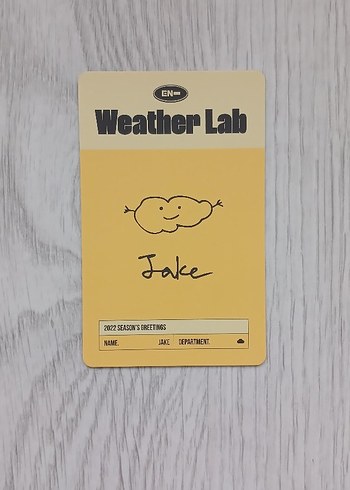 EN-
Weather Lab
Jake
2022 SEASON'S GREETINGS
NAME. JAKE DEPARTMENT.